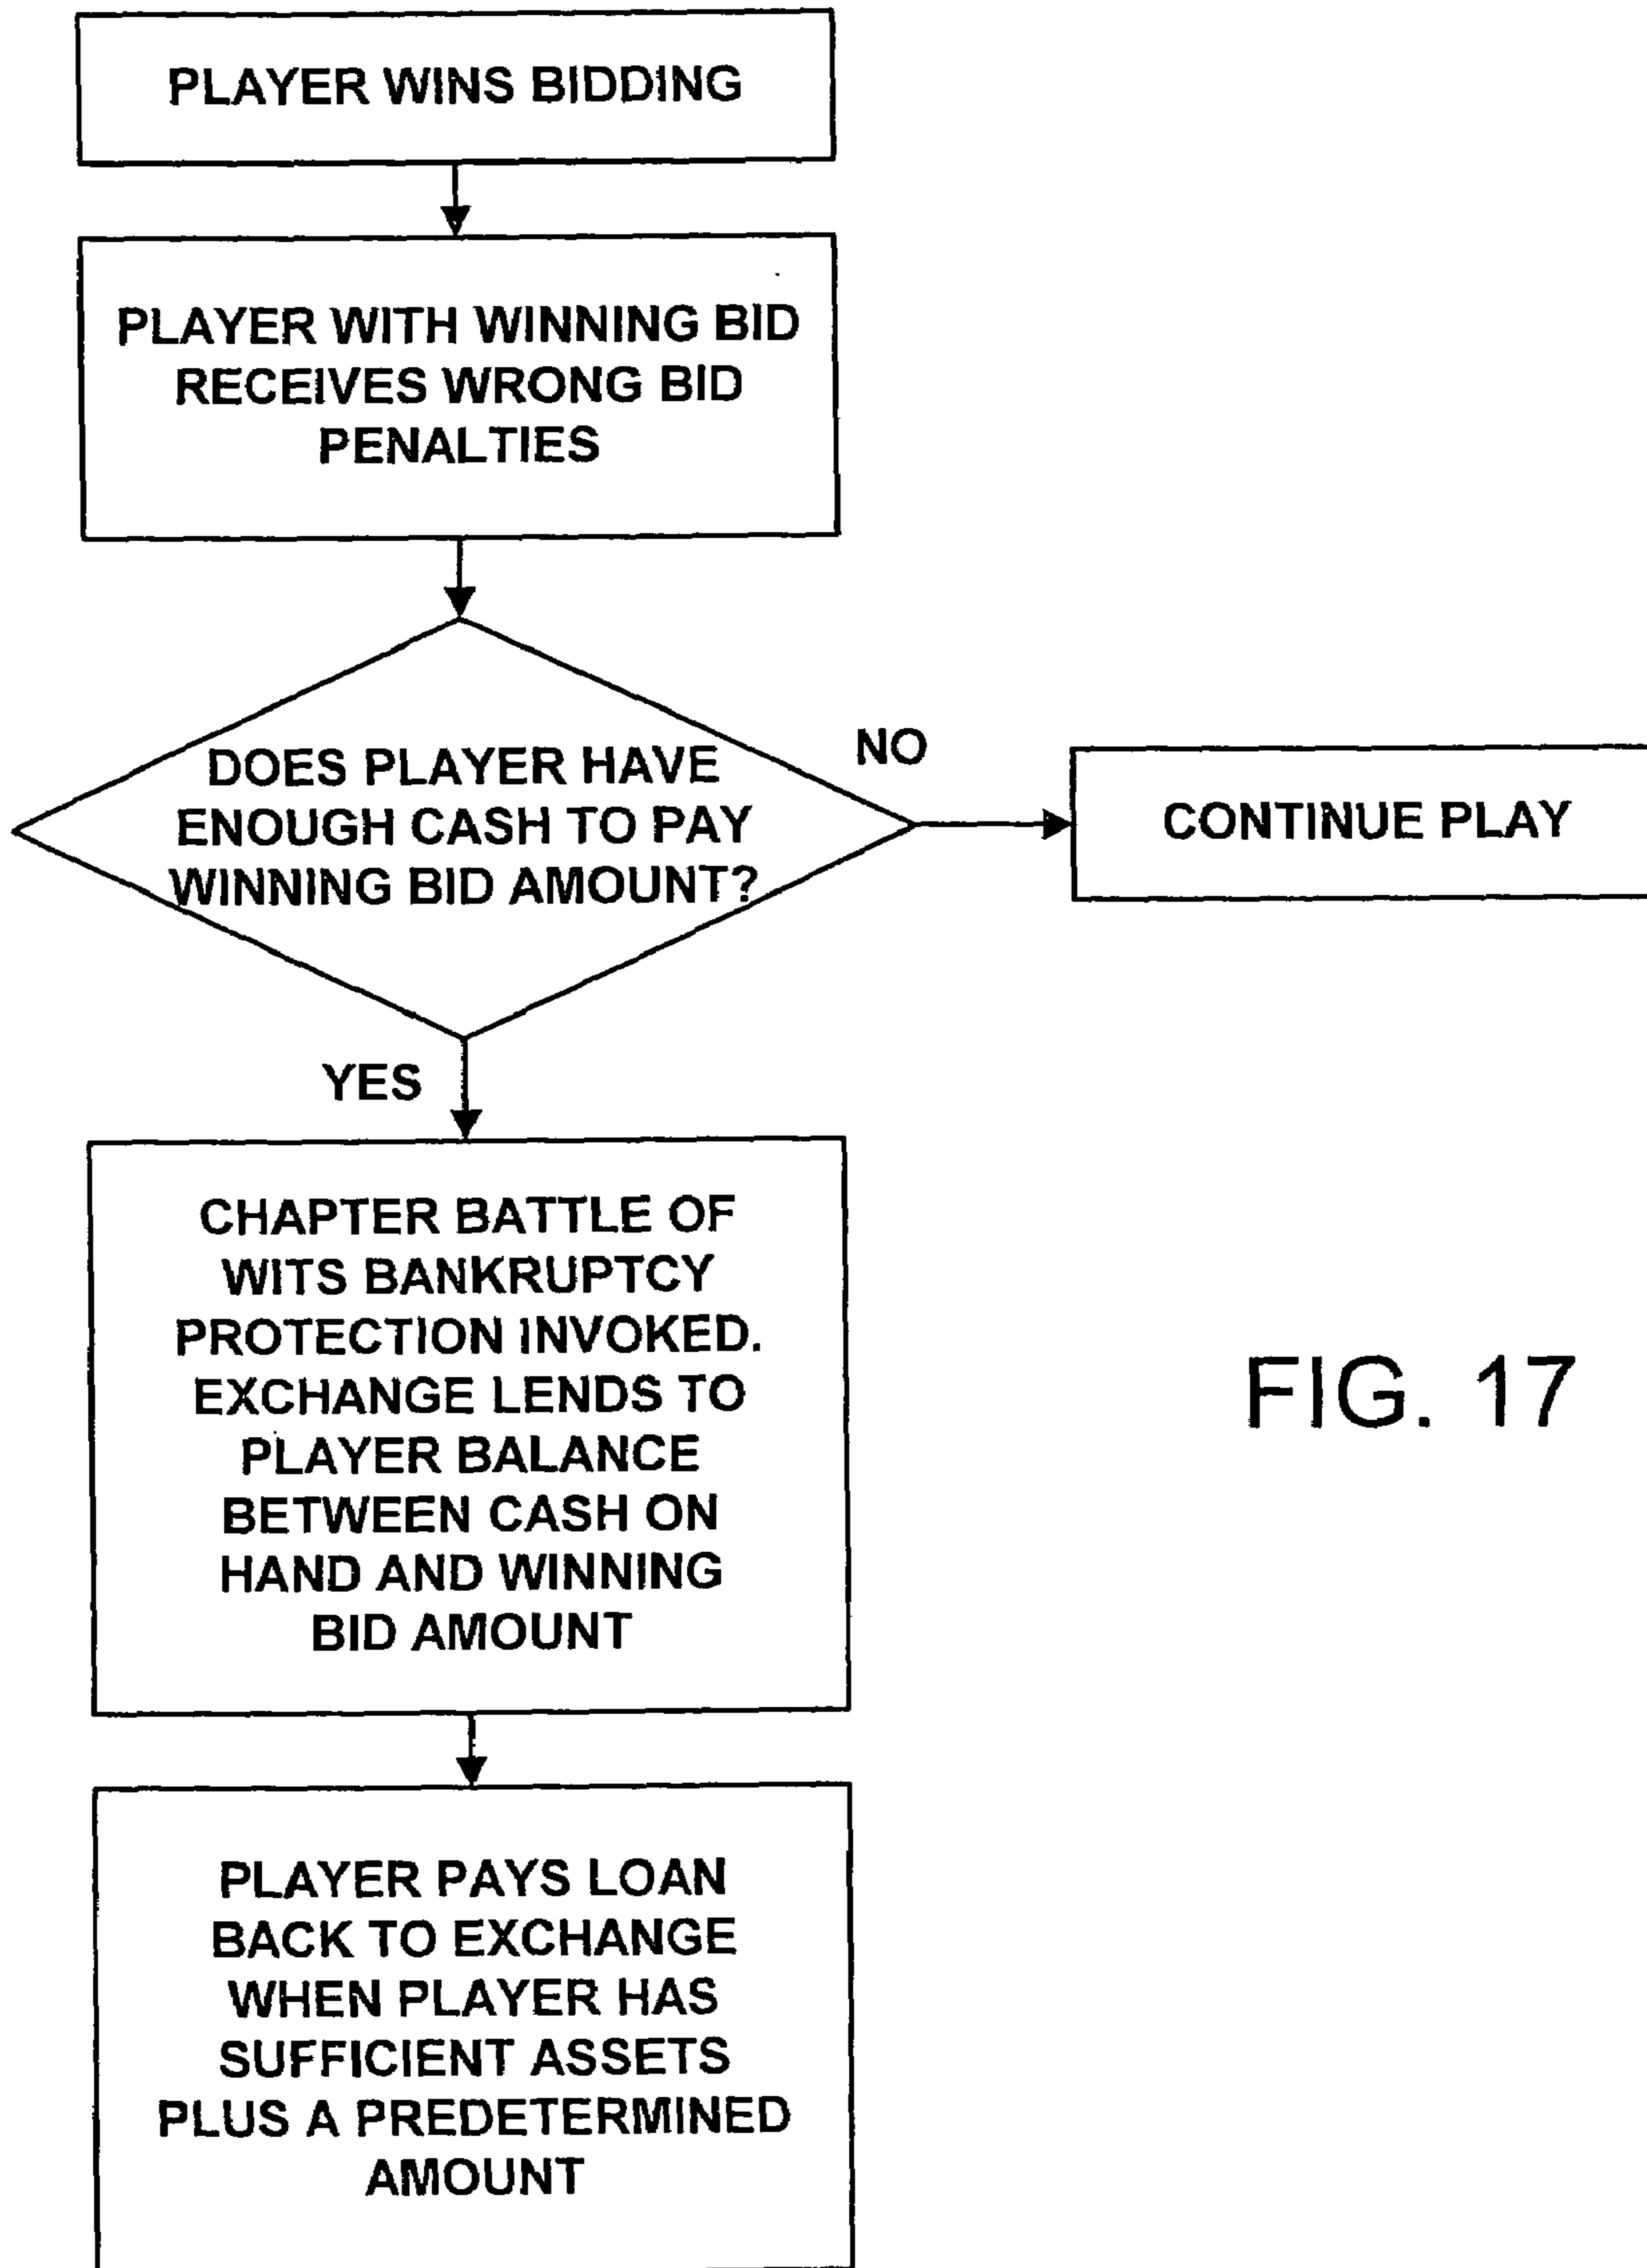 PLAYER WINS BIDDING
PLAYER WITH WINNING BID
RECEIVES WRONG BID
PENALTIES
DOES PLAYER HAVE
ENOUGH CASH TO PAY
WINNING BID AMOUNT?
NO
CONTINUE PLAY
YES
CHAPTER BATTLE OF
WITS BANKRUPTCY
PROTECTION INVOKED.
EXCHANGE LENDS TO
PLAYER BALANCE
BETWEEN CASH ON
HAND AND WINNING
BID AMOUNT
FIG. 17
PLAYER PAYS LOAN
BACK TO EXCHANGE
WHEN PLAYER HAS
SUFFICIENT ASSETS
PLUS A PREDETERMINED
AMOUNT